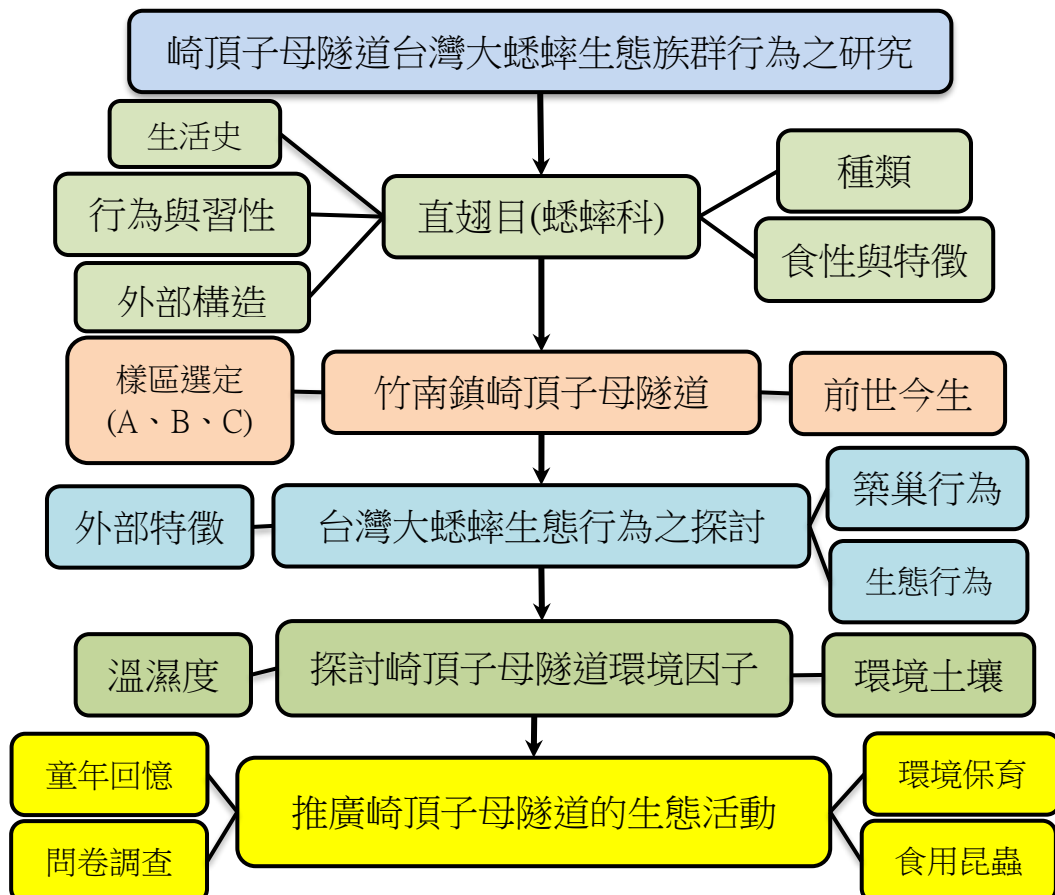 崎頂子母隧道台灣大蟋蟀生態族群行為之研究
生活史
行為與習性
外部構造
直翅目(蟋蟀科)
種類
食性與特徵
樣區選定
(A、B、C)
竹南鎮崎頂子母隧道
前世今生
外部特徵
台灣大蟋蟀生態行為之探討
築巢行為
生態行為
溫濕度
探討崎頂子母隧道環境因子
環境土壤
童年回憶
問卷調查
推廣崎頂子母隧道的生態活動
環境保育
食用昆蟲